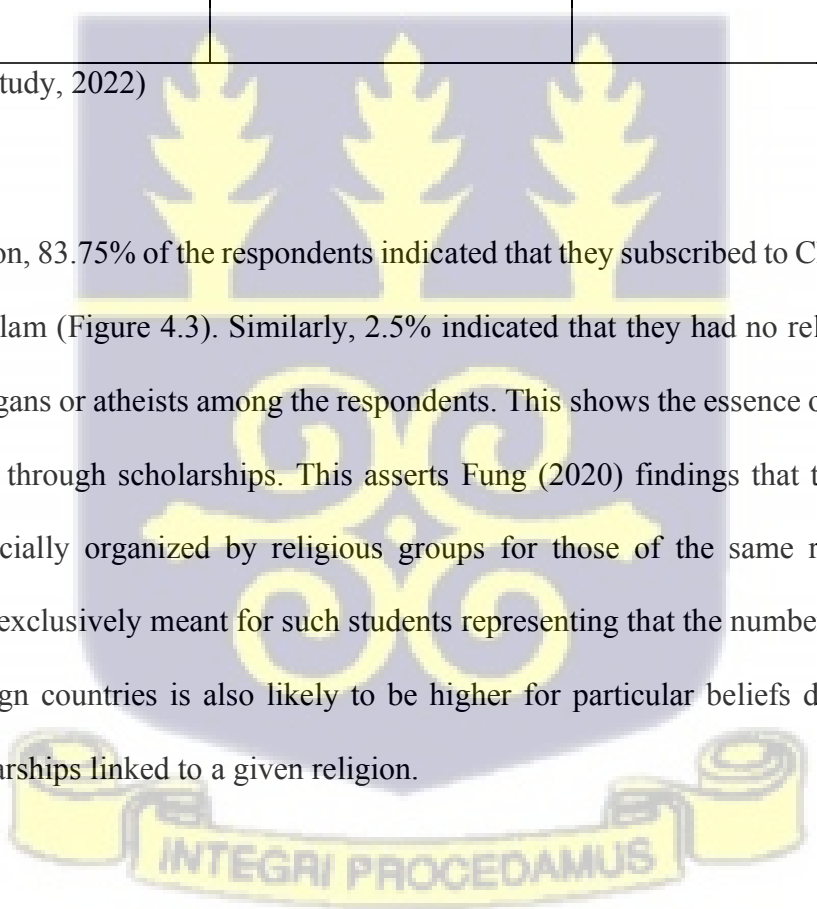 tudy, 2022)
on, 83.75% of the respondents indicated that they subscribed to C
lam (Figure 4.3). Similarly, 2.5% indicated that they had no rel
gans or atheists among the respondents. This shows the essence o
through scholarships. This asserts Fung (2020) findings that t
cially organized by religious groups for those of the same r
exclusively meant for such students representing that the numbe
gn countries is also likely to be higher for particular beliefs d
arships linked to a given religion.
INTEGRI PROCEDAMUS